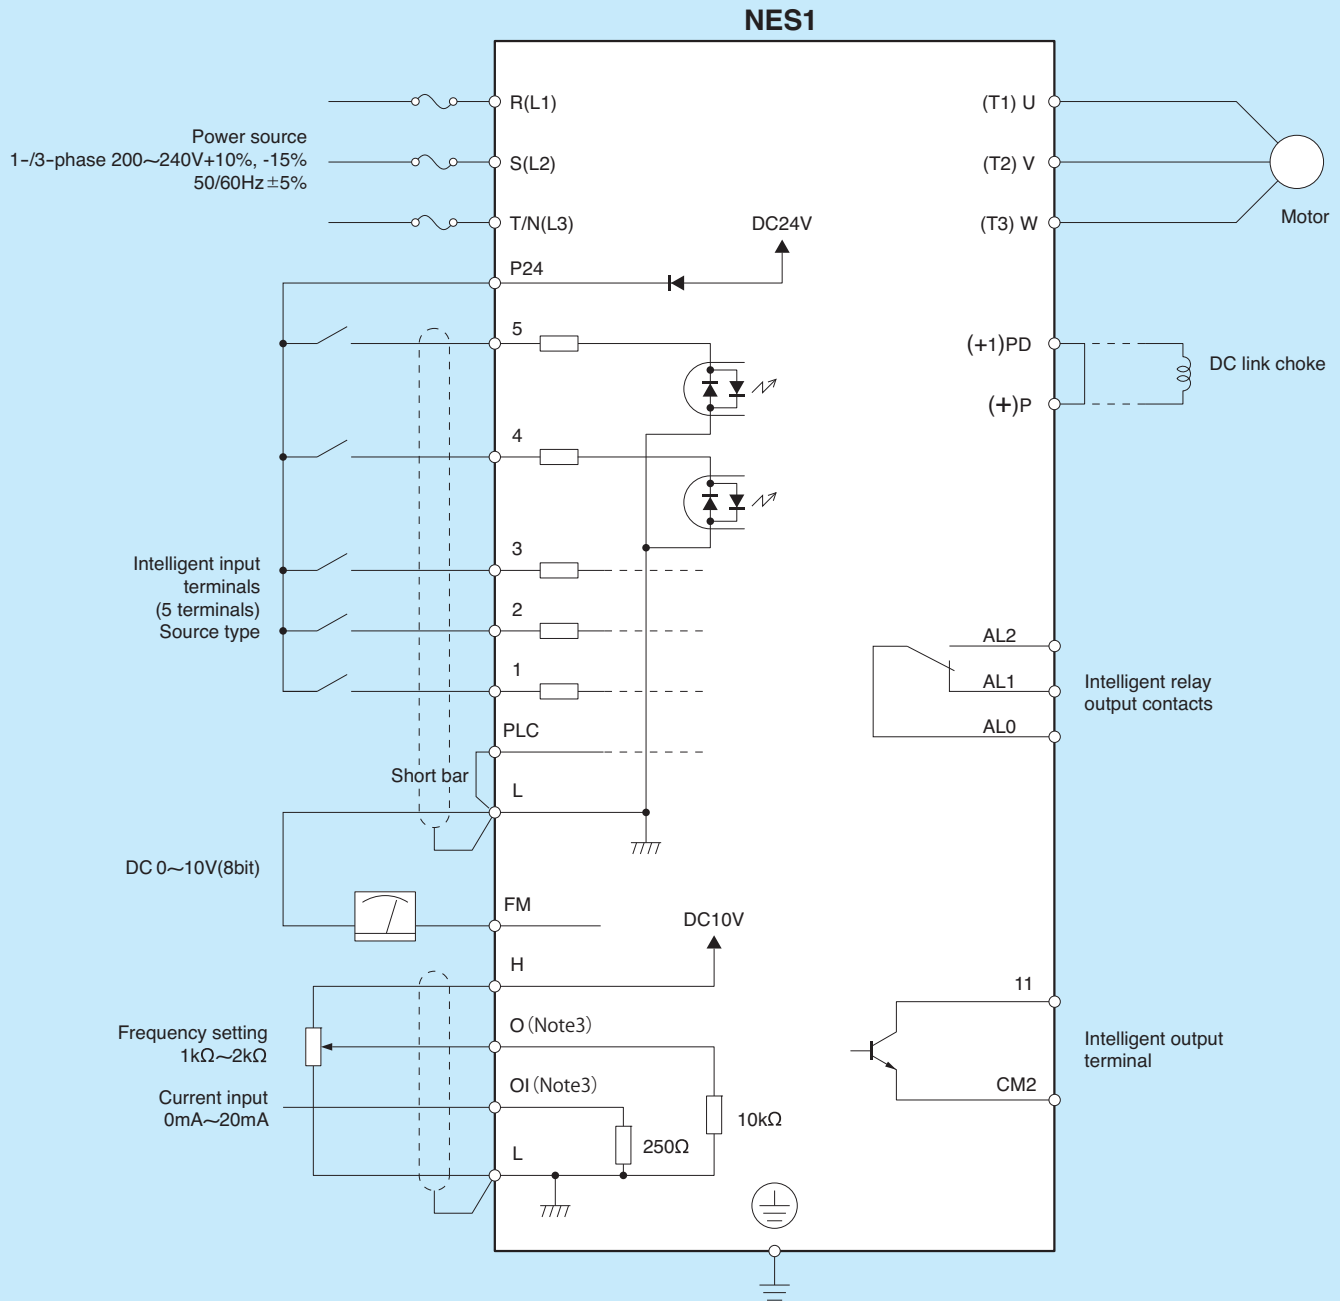 NES1
R(L1)
(T1) U
Power source
1-/3-phase 200~240V+10%, -15%
50/60Hz±5%
S(L2)
(T2) V
T/N(L3)
(T3) W
Motor
DC24V
P24
5
(+1)PD
DC link choke
(+)P
4
3
Intelligent input
terminals
(5 terminals)
Source type
2
1
AL2
AL1
AL0
Intelligent relay
output contacts
PLC
Short bar
L
DC 0~10V(8bit)
FM
DC10V
H
11
O (Note3)
Frequency setting
1kΩ~2kΩ
Intelligent output
terminal
OI (Note3)
CM2
Current input
0mA~20mA
10kΩ
250Ω
L